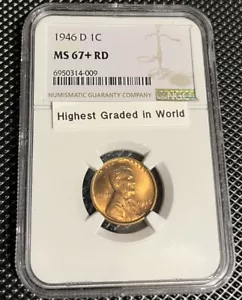 1946 D 1C
MS 67+ RD
6950314-009
NUMISMATIC GUARANTY COMPANY
NGC
Highest Graded in World